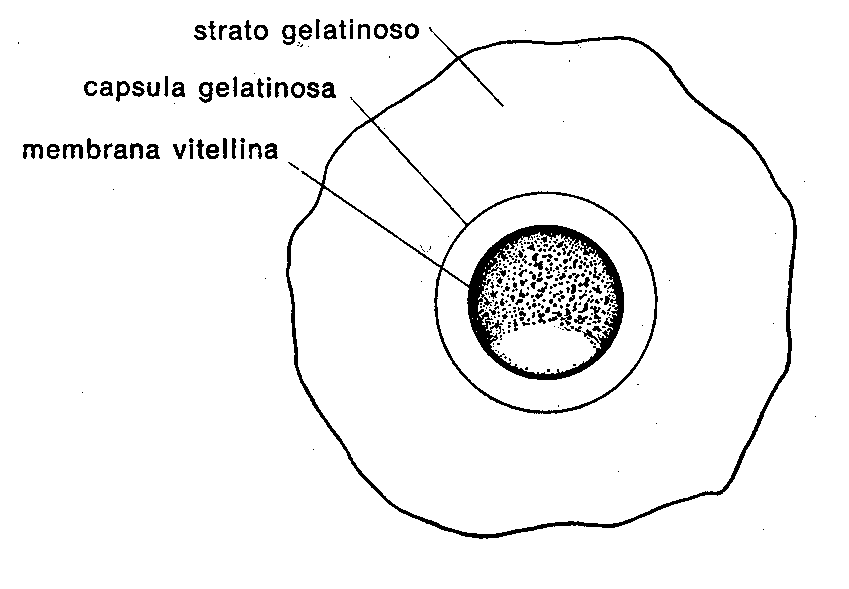 strato gelatinoso
capsula gelatinosa
membrana vitellina